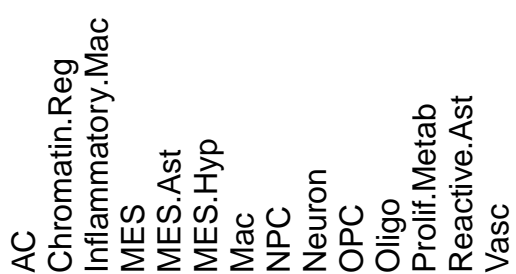 AC
Chromatin.Reg
Inflammatory.Mac
MES
MES.Ast
MES.Hyp
Mac
NPC
Neuron
OPC
Oligo
Prolif.Metab
Reactive.Ast
Vasc